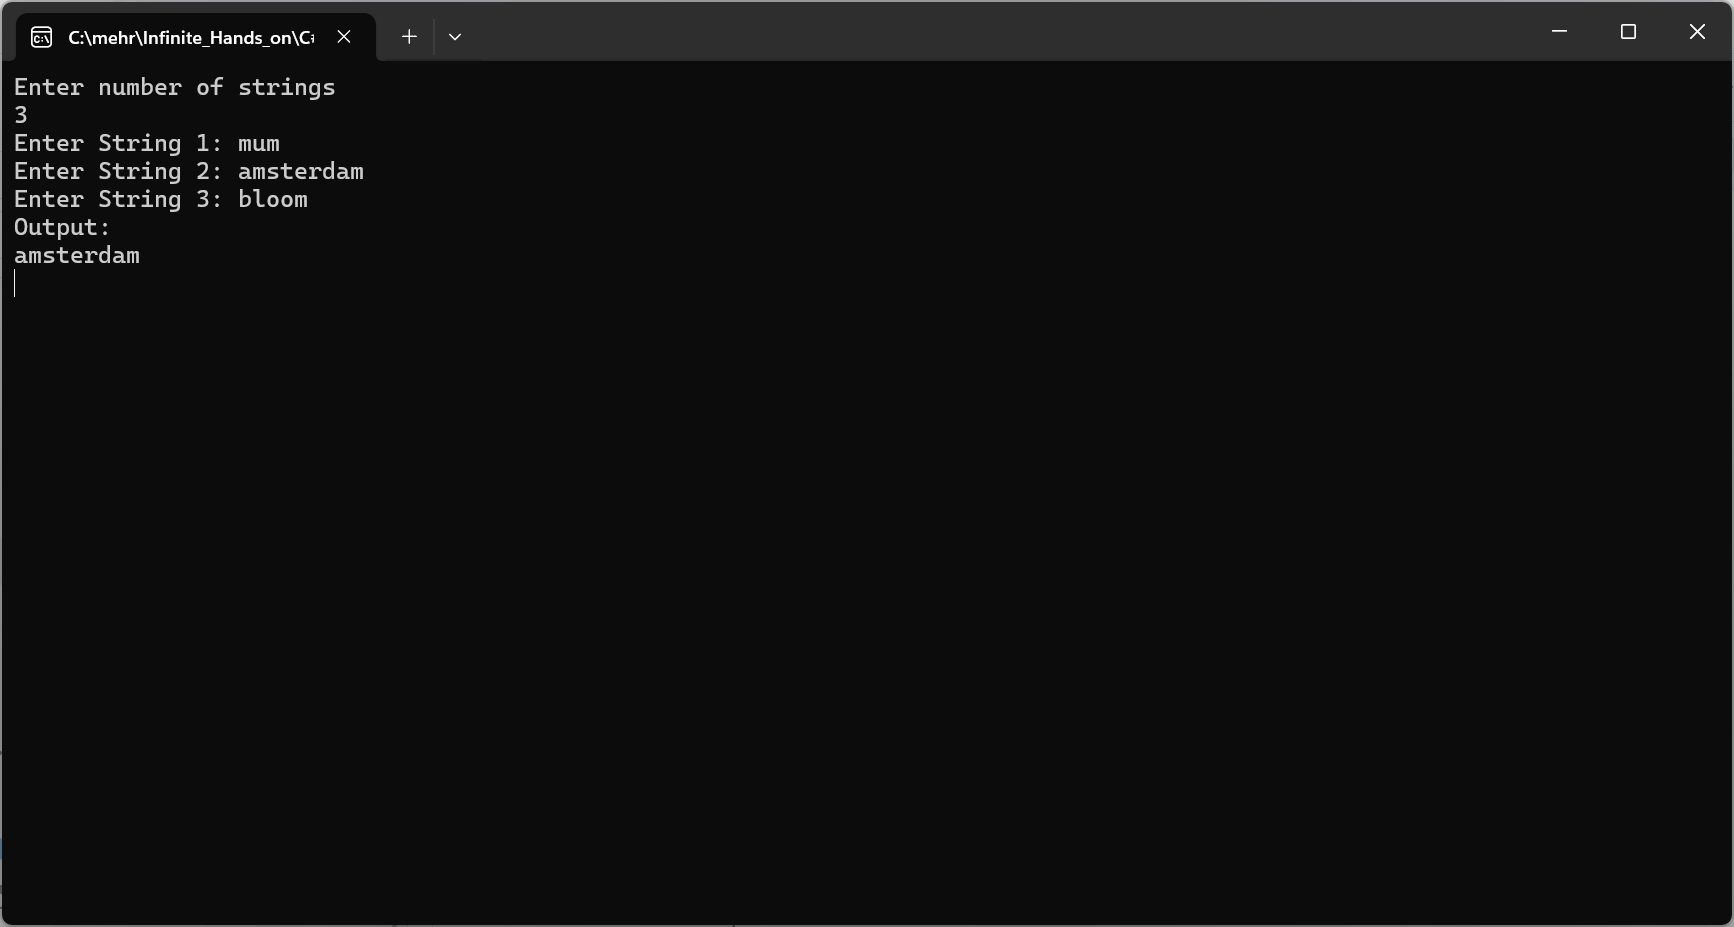 C:\mehr\Infinite_Hands_on\C#
Enter number of strings
3
Enter String 1: mum
Enter String 2: amsterdam
Enter String 3: bloom
Output:
amsterdam